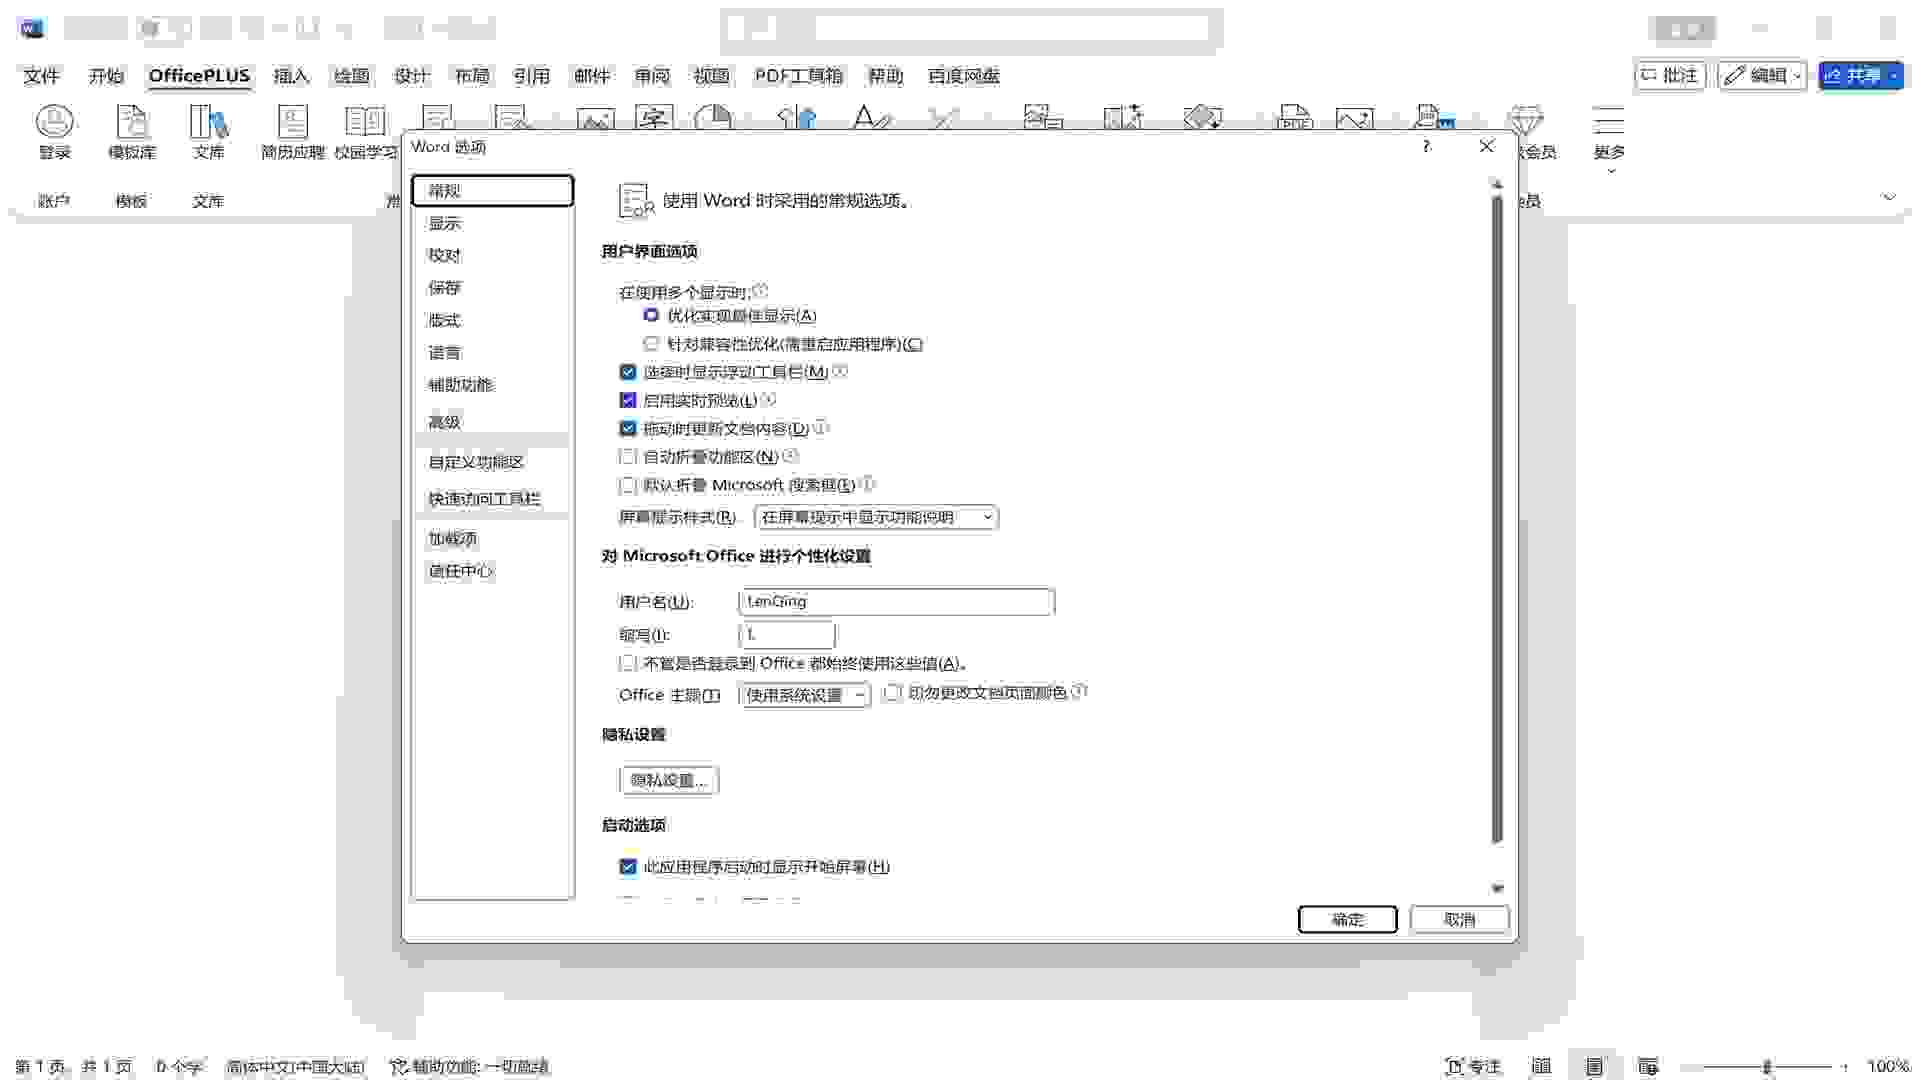 文件 开始 OfficePLUS 插入 绘图 设计 布局 引用 邮件 审阅 视图 PDF工具箱 帮助 百度网盘 批注 编辑 共享
登录 模板库 文库 简历应聘 校园学习 会员 更多
账户 模板 文库
Word 选项
常规
显示
校对
保存
版式
语言
辅助功能
高级
自定义功能区
快速访问工具栏
加载项
信任中心
使用 Word 时采用的常规选项。
用户界面选项
在使用多个显示时:
优化实现最佳显示(A)
针对兼容性优化(需重启应用程序)(C)
选择时显示浮动工具栏(M)
启用实时预览(L)
拖动时更新文档内容(D)
自动折叠功能区(N)
默认折叠 Microsoft 搜索框(E)
屏幕提示样式(R): 在屏幕提示中显示功能说明
对 Microsoft Office 进行个性化设置
用户名(U): LenQing
缩写(I): L
不管是否登录到 Office 都始终使用这些值(A)。
Office 主题(T) 使用系统设置 切勿更改文档页面颜色
隐私设置
隐私设置...
启动选项
此应用程序启动时显示开始屏幕(H)
确定 取消
第 1 页, 共 1 页 0 个字 简体中文(中国大陆) 辅助功能: 一切就绪 专注 100%